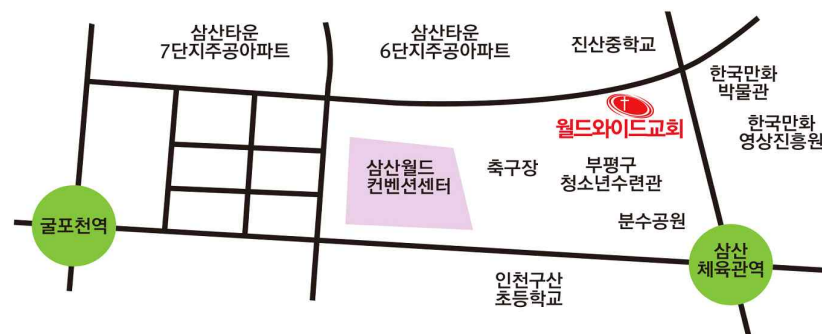 삼산타운
7단지주공아파트
삼산타운
6단지주공아파트
진산중학교
한국만화
박물관
월드와이드교회
한국만화
영상진흥원
삼산월드
컨벤션센터
축구장
부평구
청소년수련관
굴포천역
분수공원
삼산
체육관역
인천구산
초등학교